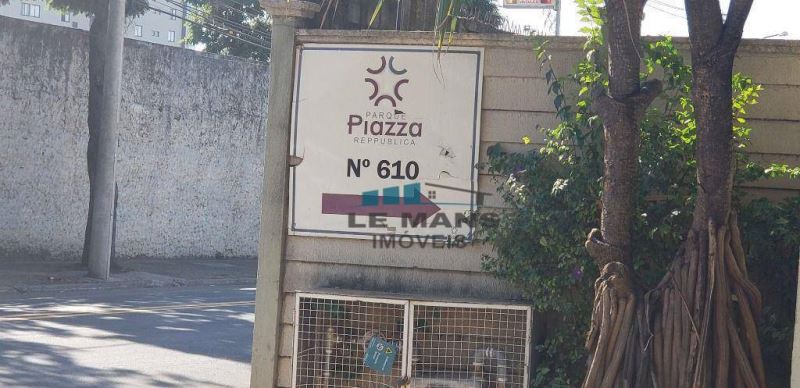 PARQUE
Piazza
REPPUBLICA
Nº 610
LE MANS
IMÓVEIS